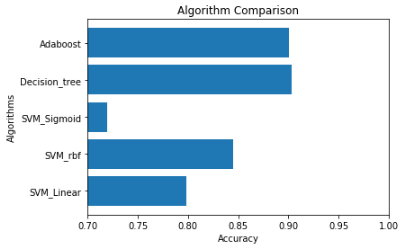 Algorithm Comparison
Adaboost
Decision_tree
SVM_Sigmoid
SVM_rbf
SVM_Linear
Algorithms
0.70 0.75 0.80 0.85 0.90 0.95 1.00
Accuracy